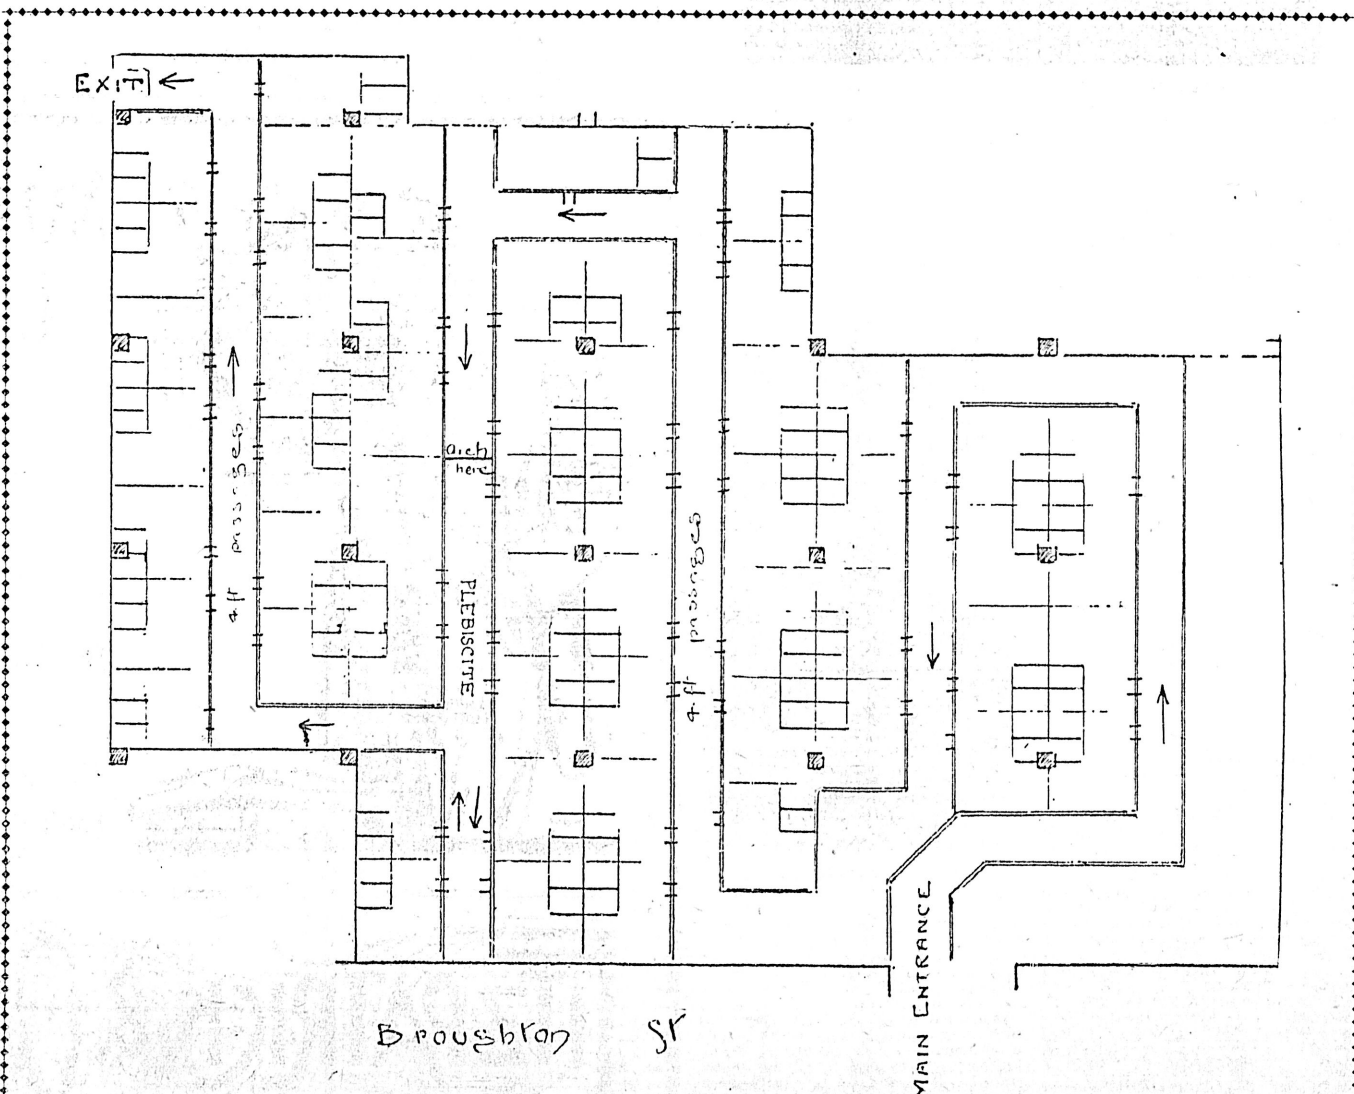 Exit
arch
here
4 ft passages
PLEBISCITE
4 ft passages
MAIN ENTRANCE
Broughton St